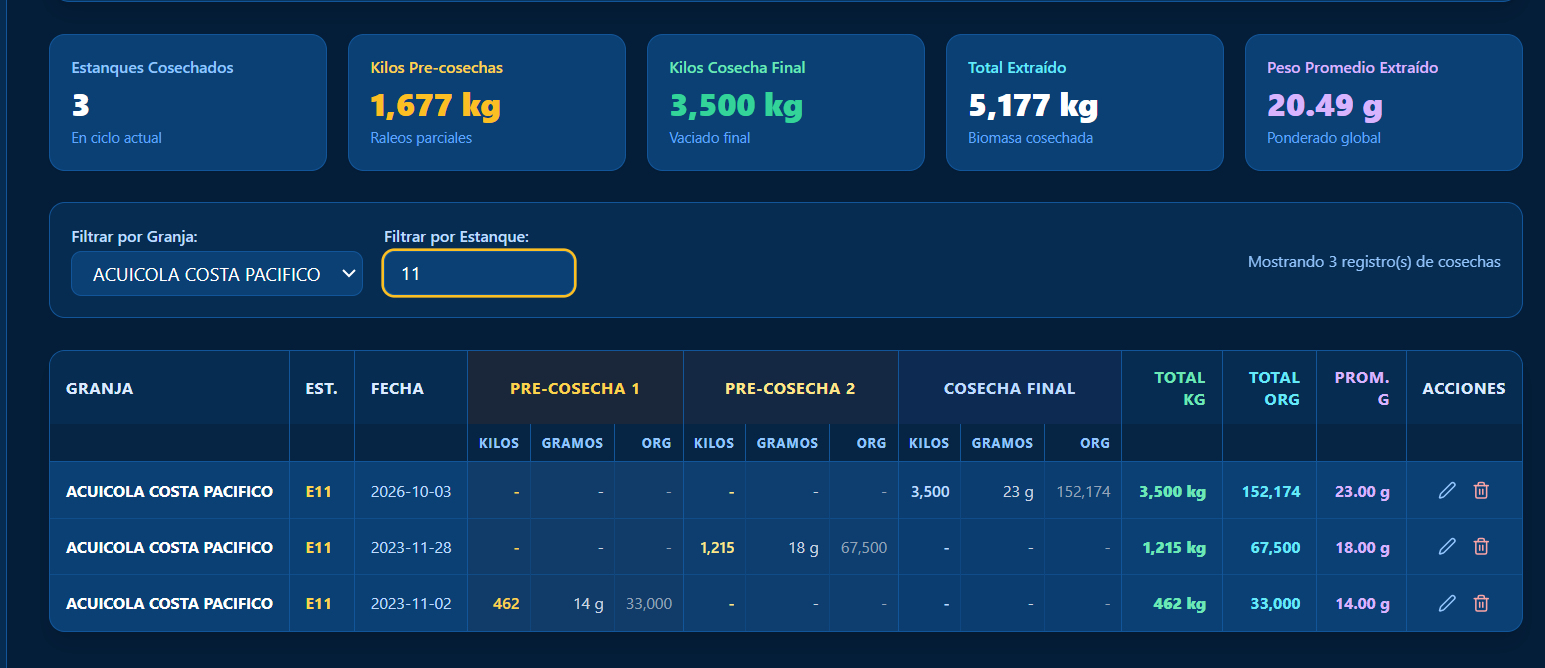 Estanques Cosechados
3
En ciclo actual
Kilos Pre-cosechas
1,677 kg
Raleos parciales
Kilos Cosecha Final
3,500 kg
Vaciado final
Total Extraído
5,177 kg
Biomasa cosechada
Peso Promedio Extraído
20.49 g
Ponderado global
Filtrar por Granja:
ACUICOLA COSTA PACIFICO
Filtrar por Estanque:
11
Mostrando 3 registro(s) de cosechas
GRANJA EST. FECHA PRE-COSECHA 1 PRE-COSECHA 2 COSECHA FINAL TOTAL KG TOTAL ORG PROM. G ACCIONES
KILOS GRAMOS ORG KILOS GRAMOS ORG KILOS GRAMOS ORG
ACUICOLA COSTA PACIFICO E11 2026-10-03 - - - - - - 3,500 23 g 152,174 3,500 kg 152,174 23.00 g
ACUICOLA COSTA PACIFICO E11 2023-11-28 - - - 1,215 18 g 67,500 - - - 1,215 kg 67,500 18.00 g
ACUICOLA COSTA PACIFICO E11 2023-11-02 462 14 g 33,000 - - - - - - 462 kg 33,000 14.00 g